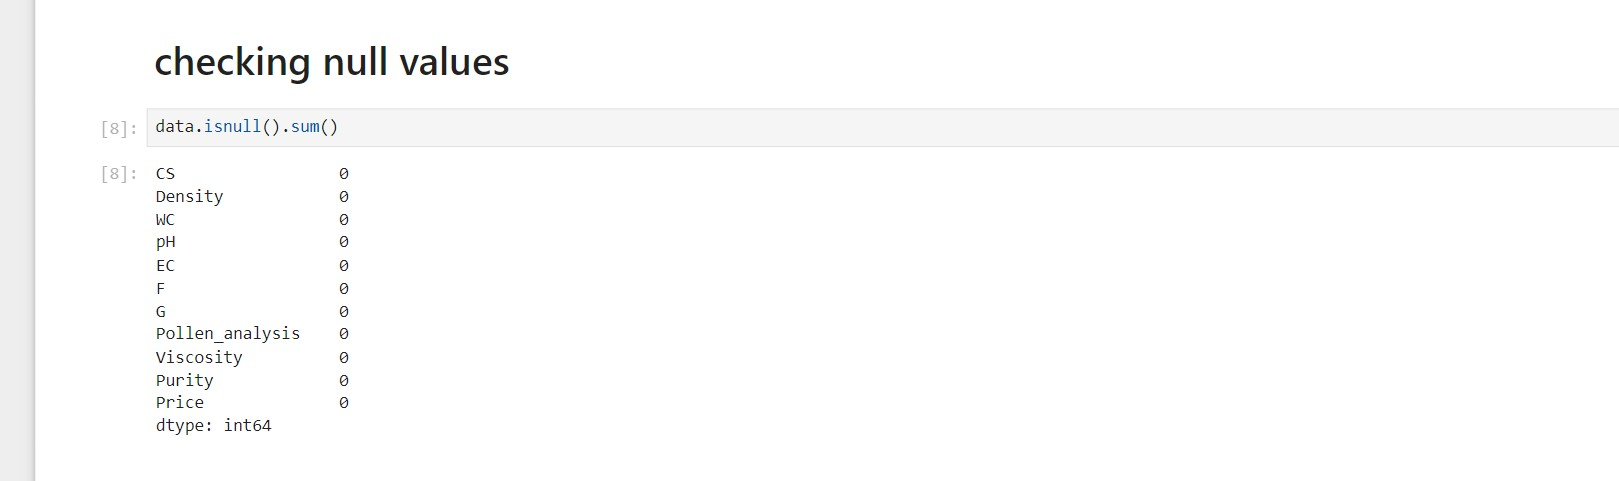 checking null values
[8]: data.isnull().sum()
[8]: CS 0
Density 0
WC 0
pH 0
EC 0
F 0
G 0
Pollen_analysis 0
Viscosity 0
Purity 0
Price 0
dtype: int64